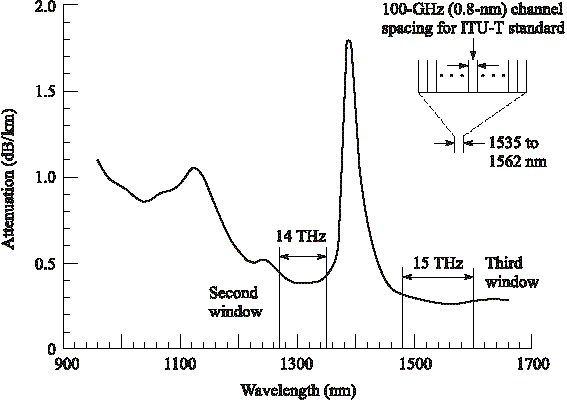 100-GHz (0.8-nm) channel
spacing for ITU-T standard
1535 to
1562 nm
2.0
1.5
1.0
0.5
0
Attenuation (dB/km)
14 THz
15 THz
Second
window
Third
window
900
1100
1300
1500
1700
Wavelength (nm)